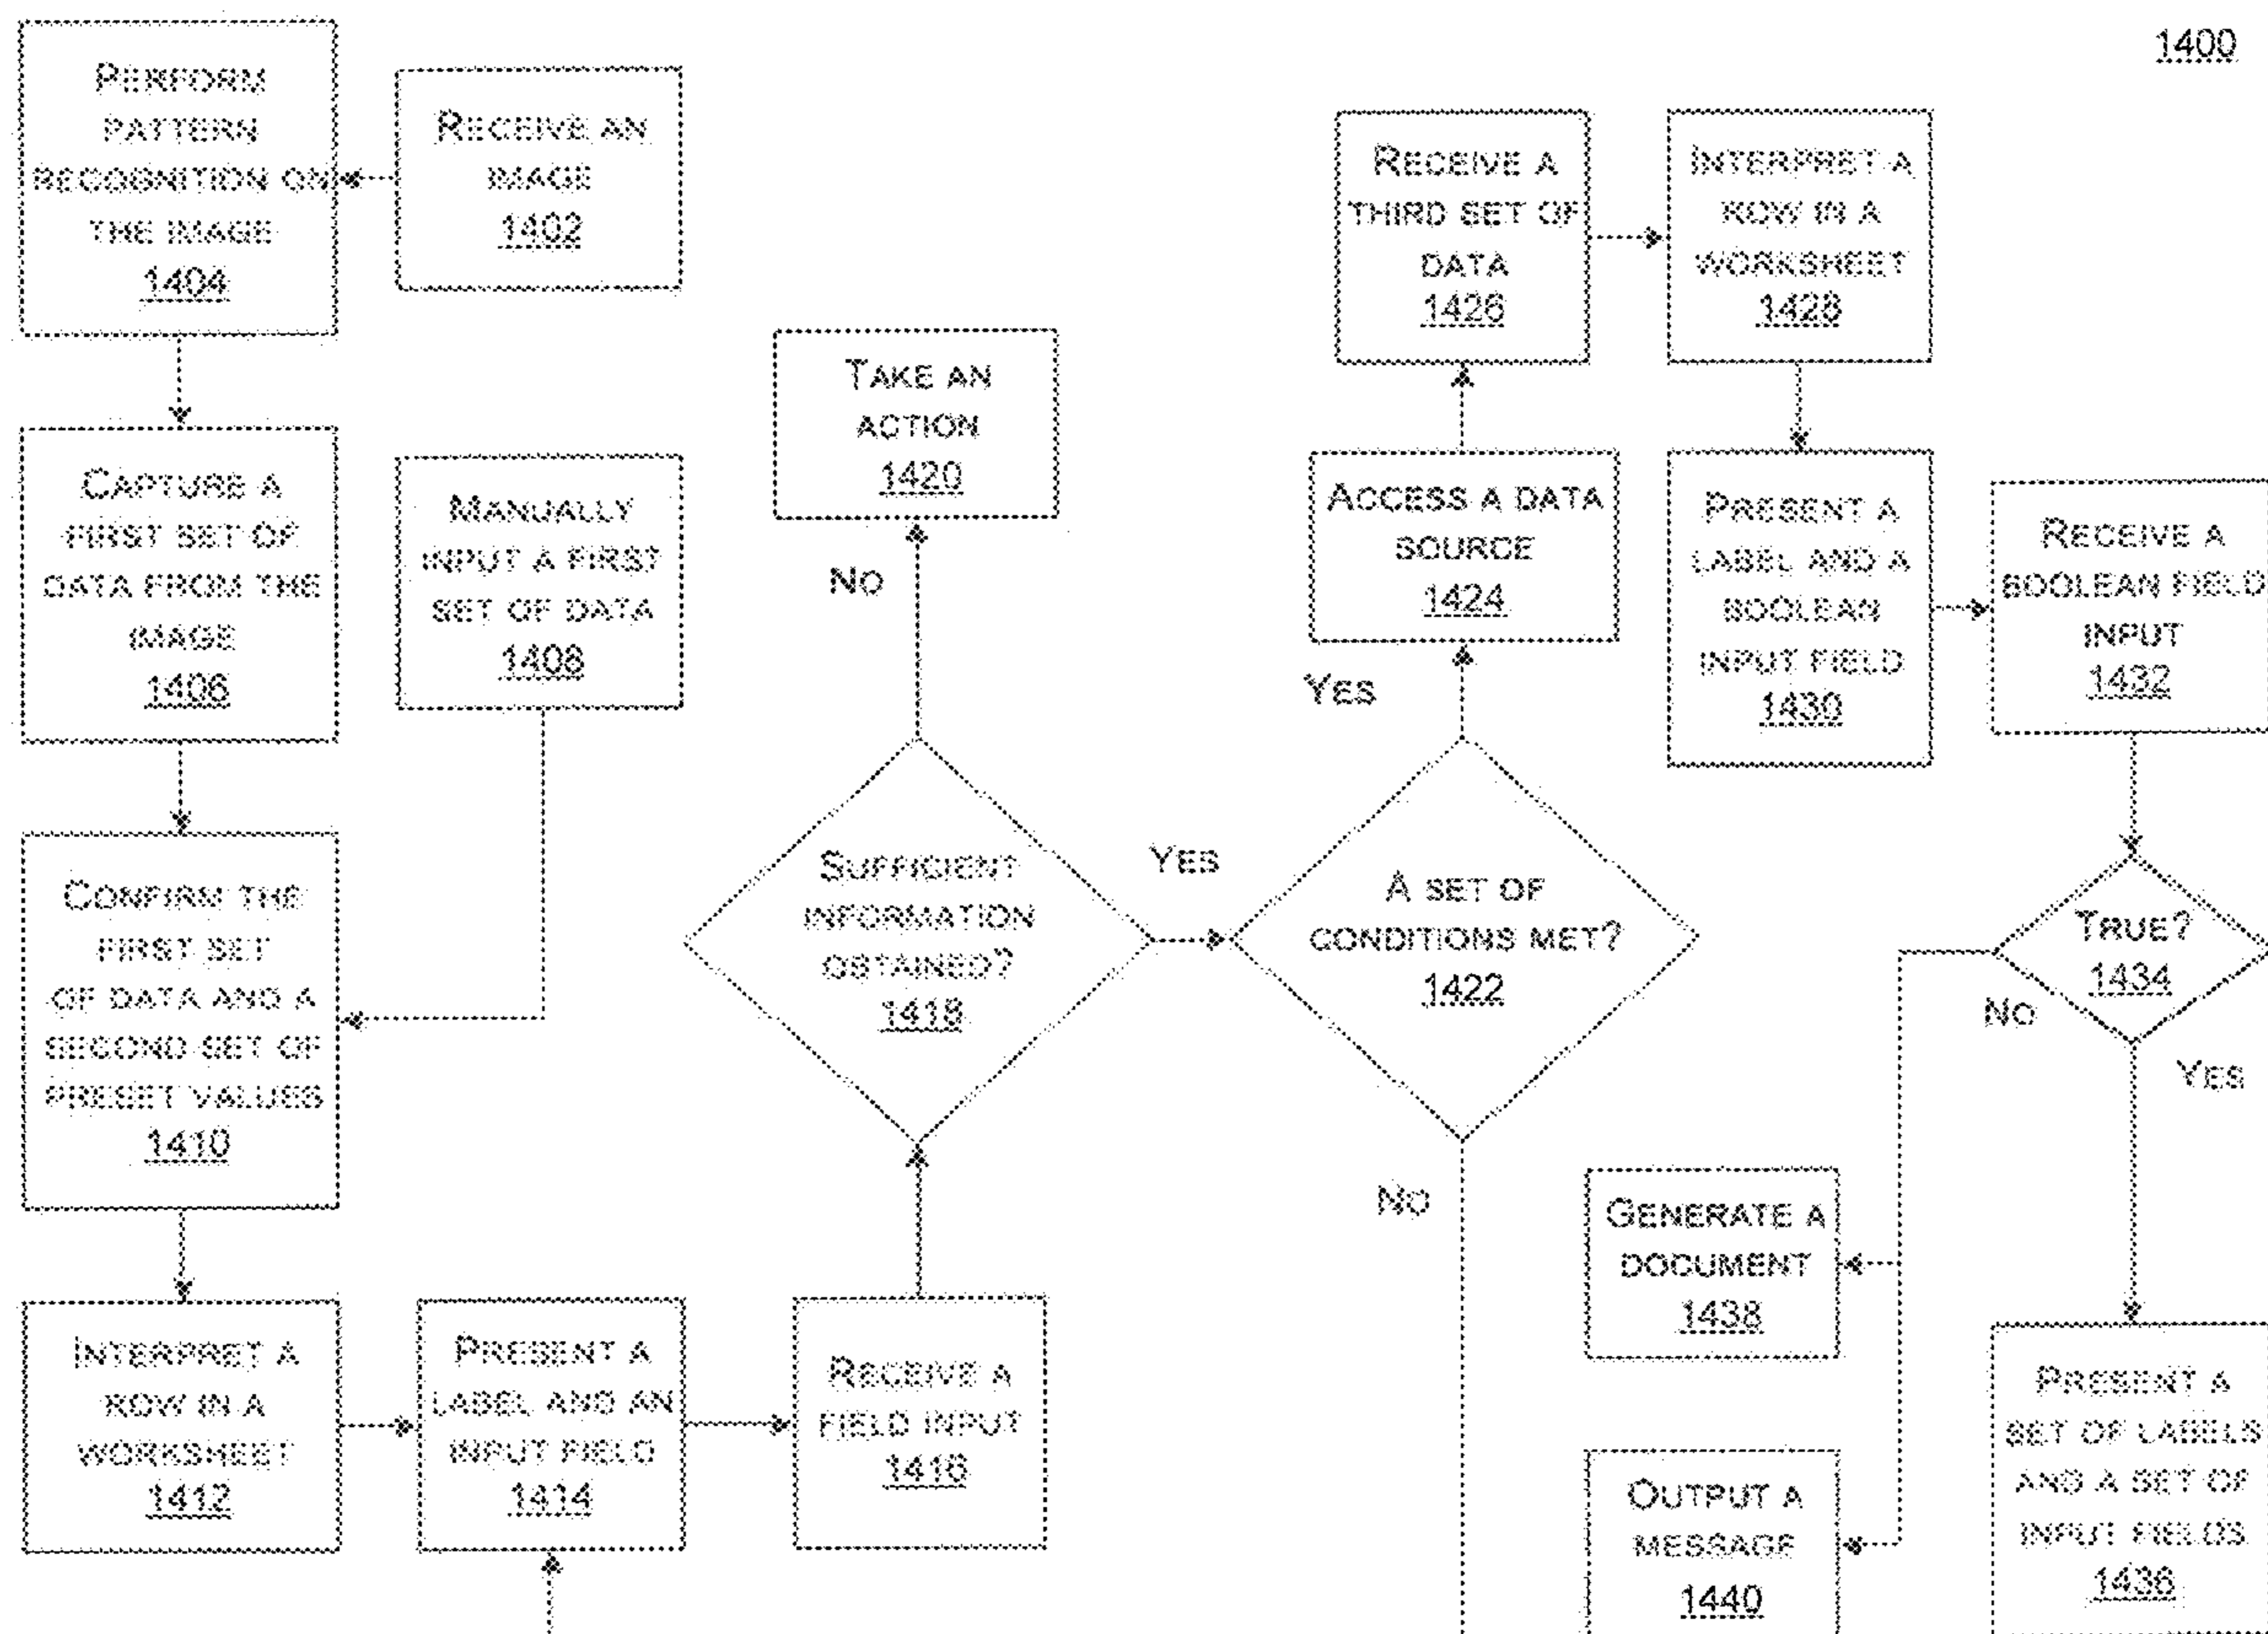 1400
PERFORM
PATTERN
RECOGNITION ON
THE IMAGE
1404
RECEIVE AN
IMAGE
1402
CAPTURE A
FIRST SET OF
DATA FROM THE
IMAGE
1406
MANUALLY
INPUT A FIRST
SET OF DATA
1408
CONFIRM THE
FIRST SET
OF DATA AND A
SECOND SET OF
PRESET VALUES
1410
INTERPRET A
ROW IN A
WORKSHEET
1412
PRESENT A
LABEL AND AN
INPUT FIELD
1414
RECEIVE A
FIELD INPUT
1416
SUFFICIENT
INFORMATION
OBTAINED?
1418
NO
TAKE AN
ACTION
1420
YES
A SET OF
CONDITIONS MET?
1422
NO
YES
ACCESS A DATA
SOURCE
1424
RECEIVE A
THIRD SET OF
DATA
1426
INTERPRET A
ROW IN A
WORKSHEET
1428
PRESENT A
LABEL AND A
BOOLEAN
INPUT FIELD
1430
RECEIVE A
BOOLEAN FIELD
INPUT
1432
TRUE?
1434
NO
YES
GENERATE A
DOCUMENT
1438
OUTPUT A
MESSAGE
1440
PRESENT A
SET OF LABELS
AND A SET OF
INPUT FIELDS
1436